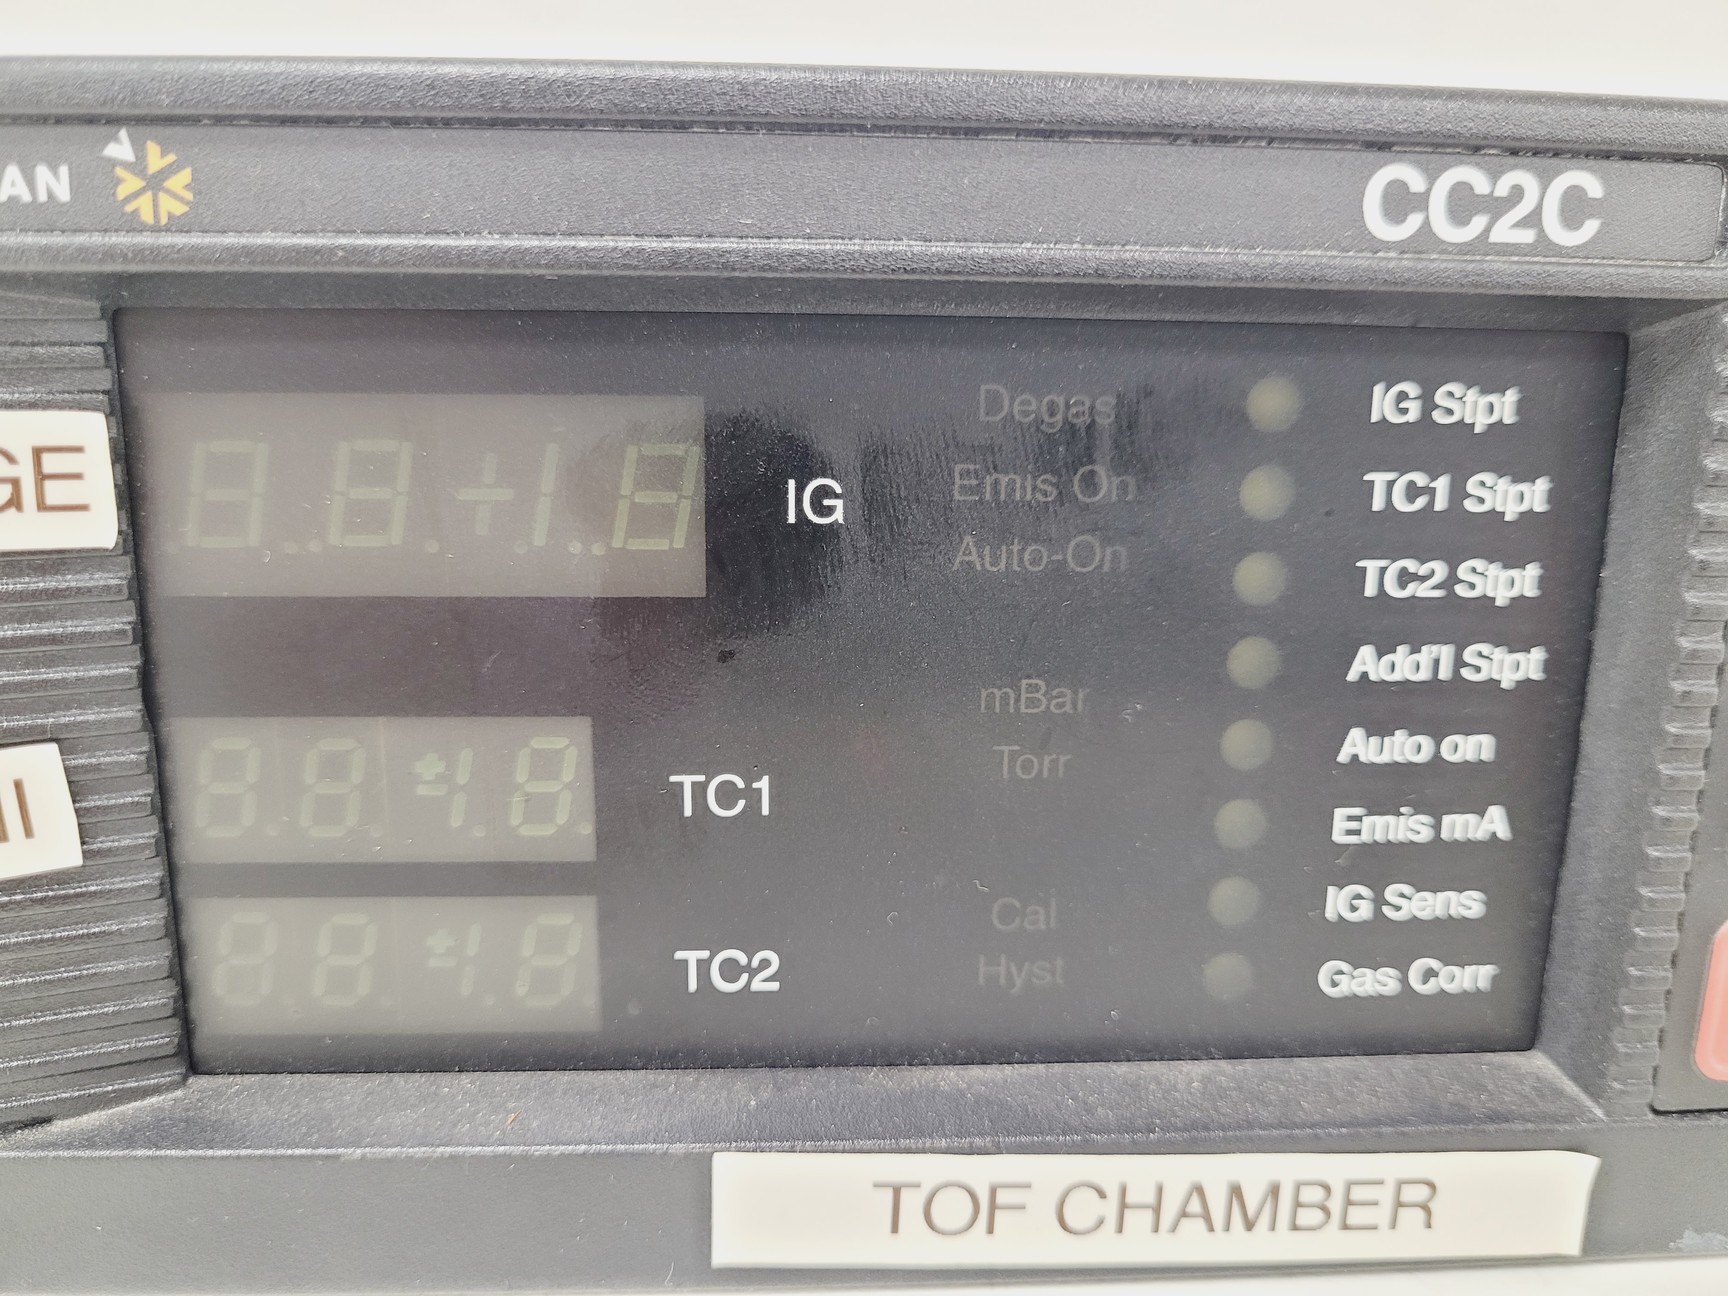 AN
CC2C
GE
IG
Degas
Emis On
Auto-On
mBar
Torr
Cal
Hyst
TC1
TC2
IG Stpt
TC1 Stpt
TC2 Stpt
Add'l Stpt
Auto on
Emis mA
IG Sens
Gas Corr
TOF CHAMBER